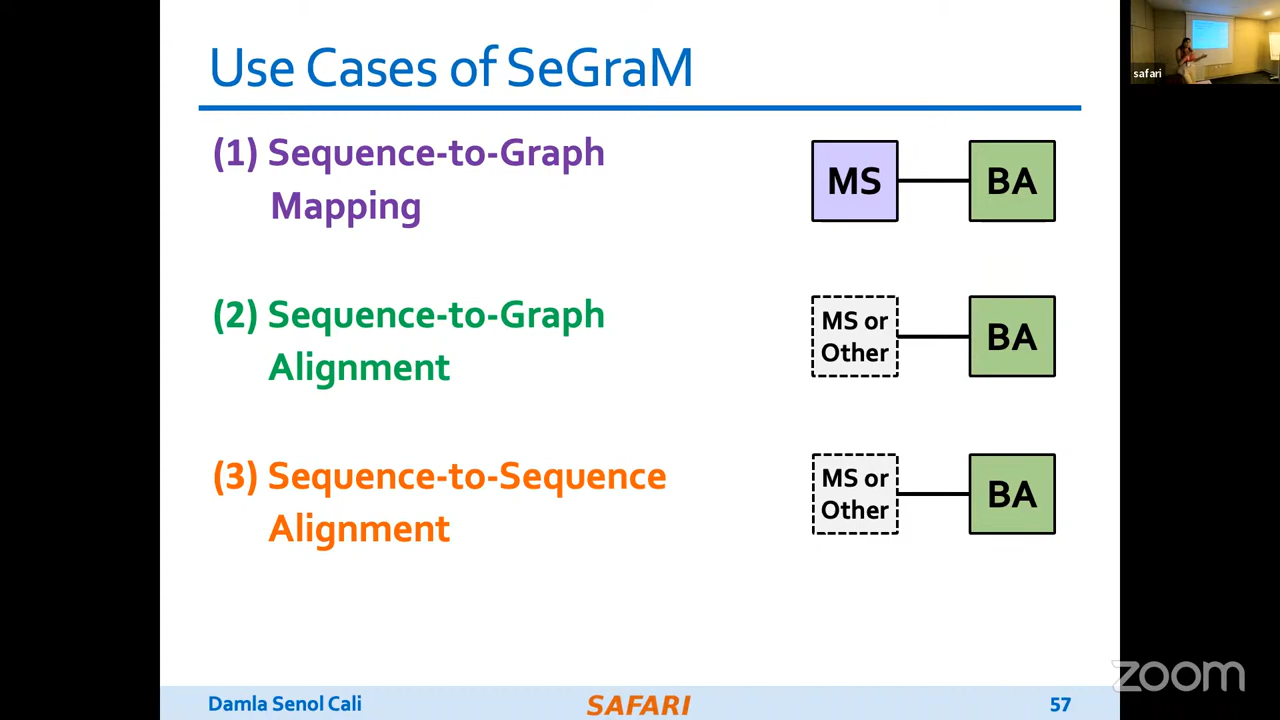 Use Cases of SeGraM
safari
(1) Sequence-to-Graph
Mapping
MS
BA
(2) Sequence-to-Graph
Alignment
MS or
Other
BA
(3) Sequence-to-Sequence
Alignment
MS or
Other
BA
zoom
Damla Senol Cali
SAFARI
57